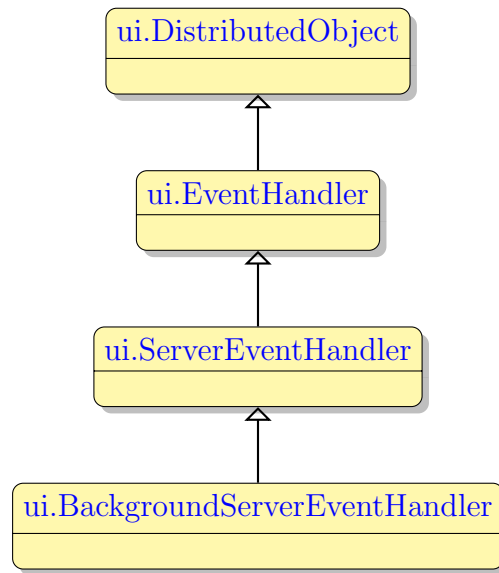 ui.DistributedObject
ui.EventHandler
ui.ServerEventHandler
ui.BackgroundServerEventHandler